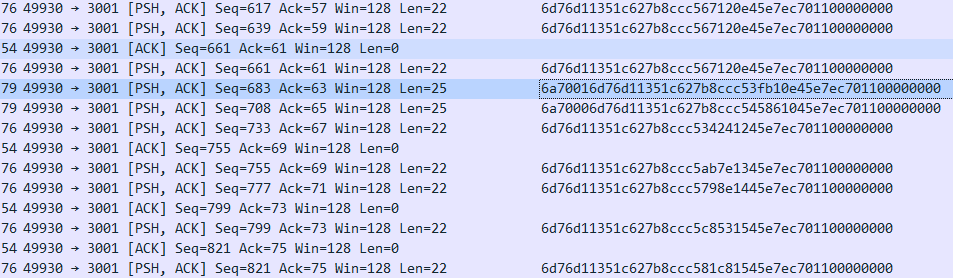 76 49930 → 3001 [PSH, ACK] Seq=617 Ack=57 Win=128 Len=22 6d76d11351c627b8ccc567120e45e7ec701100000000
76 49930 → 3001 [PSH, ACK] Seq=639 Ack=59 Win=128 Len=22 6d76d11351c627b8ccc567120e45e7ec701100000000
54 49930 → 3001 [ACK] Seq=661 Ack=61 Win=128 Len=0
76 49930 → 3001 [PSH, ACK] Seq=661 Ack=61 Win=128 Len=22 6d76d11351c627b8ccc567120e45e7ec701100000000
79 49930 → 3001 [PSH, ACK] Seq=683 Ack=63 Win=128 Len=25 6a70016d76d11351c627b8ccc53fb10e45e7ec701100000000
79 49930 → 3001 [PSH, ACK] Seq=708 Ack=65 Win=128 Len=25 6a70006d76d11351c627b8ccc545861045e7ec701100000000
76 49930 → 3001 [PSH, ACK] Seq=733 Ack=67 Win=128 Len=22 6d76d11351c627b8ccc534241245e7ec701100000000
54 49930 → 3001 [ACK] Seq=755 Ack=69 Win=128 Len=0
76 49930 → 3001 [PSH, ACK] Seq=755 Ack=69 Win=128 Len=22 6d76d11351c627b8ccc5ab7e1345e7ec701100000000
76 49930 → 3001 [PSH, ACK] Seq=777 Ack=71 Win=128 Len=22 6d76d11351c627b8ccc5798e1445e7ec701100000000
54 49930 → 3001 [ACK] Seq=799 Ack=73 Win=128 Len=0
76 49930 → 3001 [PSH, ACK] Seq=799 Ack=73 Win=128 Len=22 6d76d11351c627b8ccc5c8531545e7ec701100000000
54 49930 → 3001 [ACK] Seq=821 Ack=75 Win=128 Len=0
76 49930 → 3001 [PSH, ACK] Seq=821 Ack=75 Win=128 Len=22 6d76d11351c627b8ccc581c81545e7ec701100000000